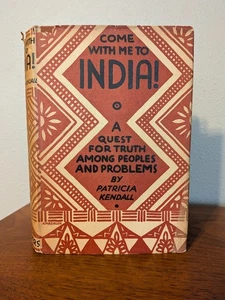 COME
WITH ME TO
INDIA!
A
QUEST
FOR TRUTH
AMONG PEOPLES
AND PROBLEMS
BY
PATRICIA
KENDALL